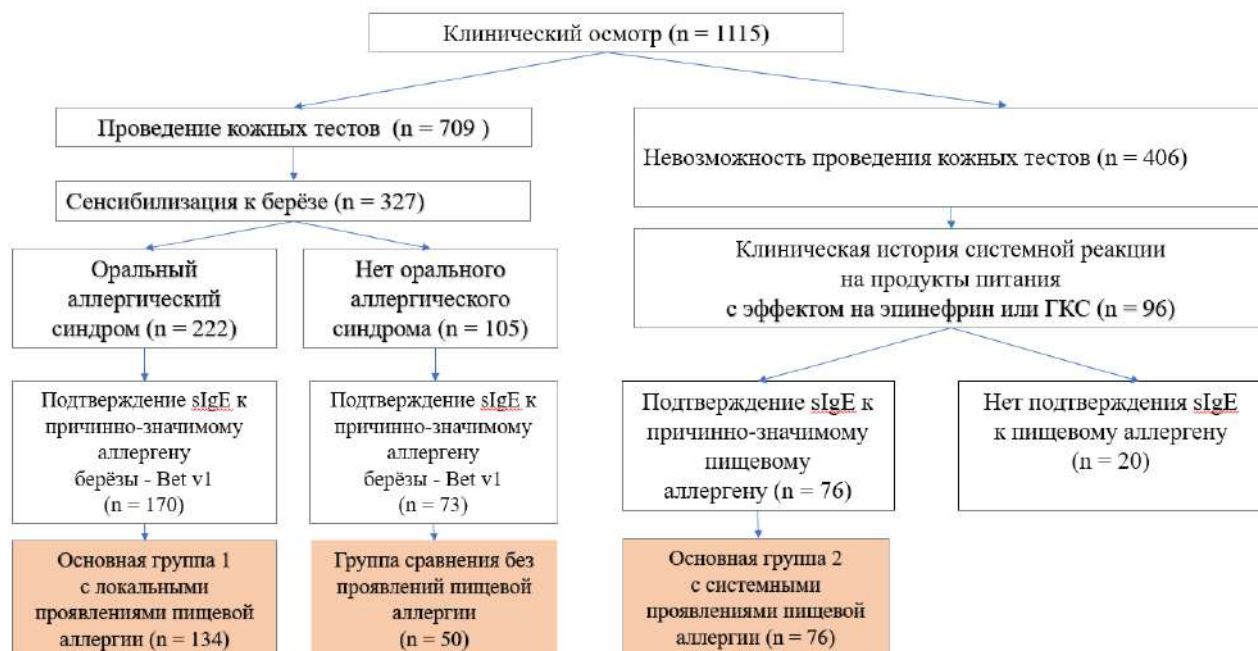 Клинический осмотр (n = 1115)
Проведение кожных тестов (n = 709 )
Невозможность проведения кожных тестов (n = 406)
Сенсибилизация к берёзе (n = 327)
Клиническая история системной реакции
на продукты питания
с эффектом на эпинефрин или ГКС (n = 96)
Оральный
аллергический
синдром (n = 222)
Нет орального
аллергического
синдрома (n = 105)
Подтверждение sIgE к
причинно-значимому
аллергену
берёзы - Bet v1
(n = 170)
Подтверждение sIgE к
причинно-значимому
аллергену
берёзы - Bet v1
(n = 73)
Подтверждение sIgE к
причинно-значимому
пищевому
аллергену (n = 76)
Нет подтверждения sIgE
к пищевому аллергену
(n = 20)
Основная группа 1
с локальными
проявлениями пищевой
аллергии (n = 134)
Группа сравнения без
проявлений пищевой
аллергии
(n = 50)
Основная группа 2
с системными
проявлениями пищевой
аллергии (n = 76)